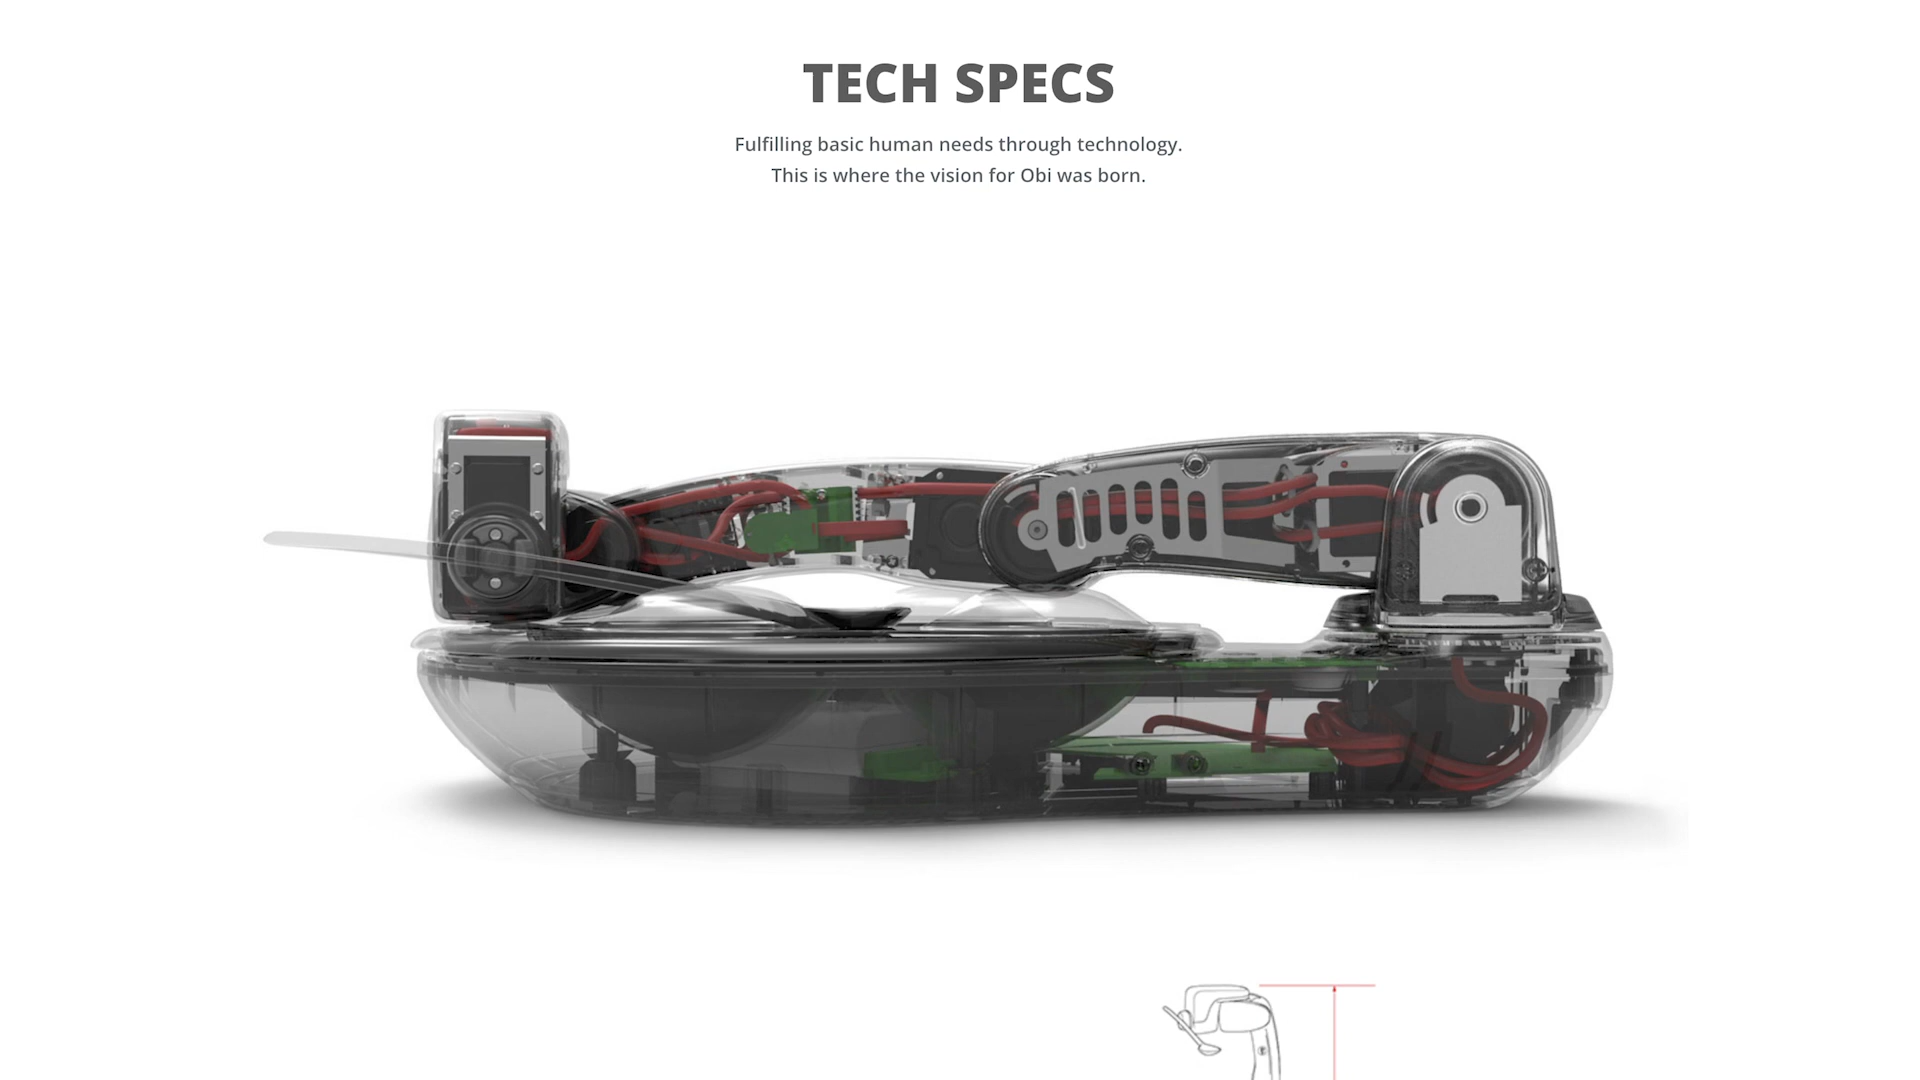 TECH SPECS
Fulfilling basic human needs through technology.
This is where the vision for Obi was born.